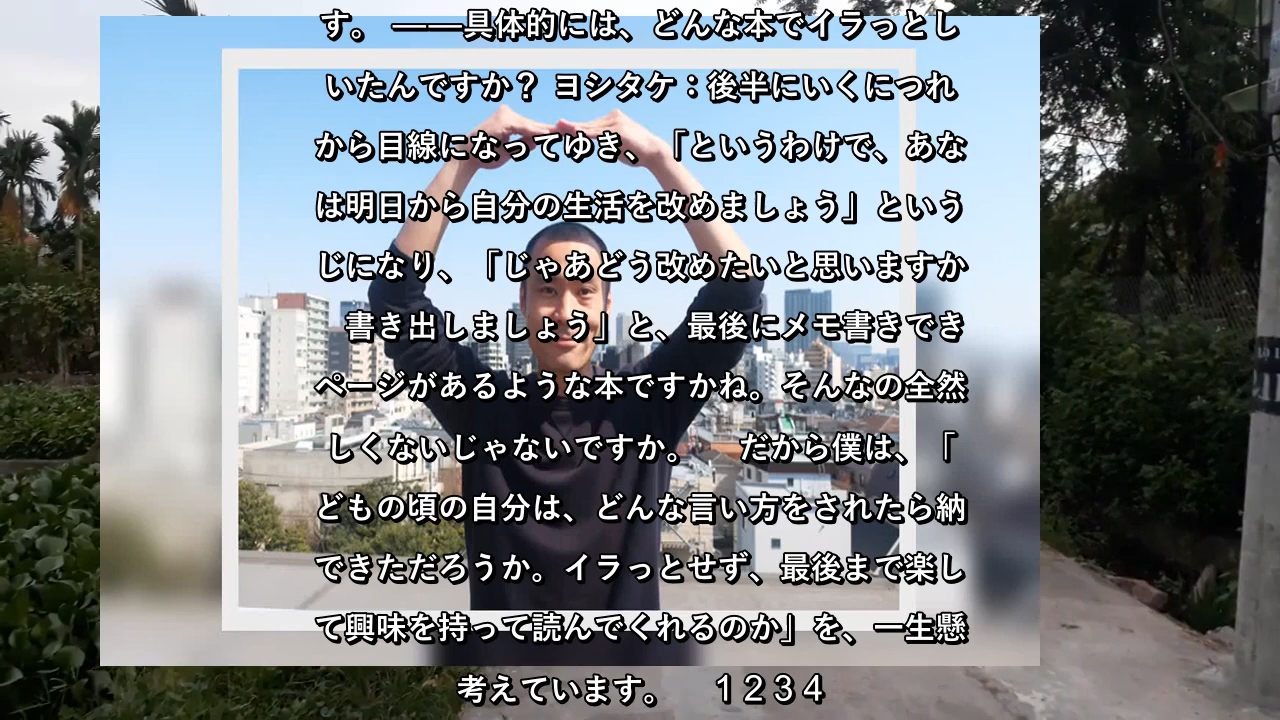 す。 ――具体的には、どんな本でイラっとし
いたんですか？ ヨシタケ：後半にいくにつれ
から目線になってゆき、「というわけで、あな
は明日から自分の生活を改めましょう」という
じになり、「じゃあどう改めたいと思いますか
書き出しましょう」と、最後にメモ書きでき
ページがあるような本ですかね。そんなの全然
しくないじゃないですか。　　だから僕は、「
どもの頃の自分は、どんな言い方をされたら納
できただろうか。イラっとせず、最後まで楽し
て興味を持って読んでくれるのか」を、一生懸
考えています。　　１２３４